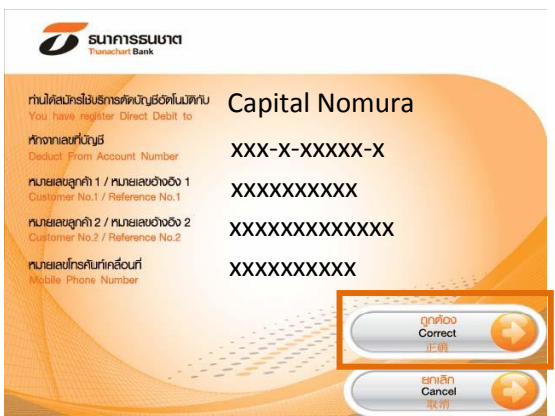 ธนาคารธนชาต
Thanachart Bank
ท่านได้สมัครใช้บริการตัดบัญชีอัตโนมัติกับ
You have register Direct Debit to
Capital Nomura
หักจากเลขที่บัญชี
Deduct From Account Number
xxx-x-xxxxx-x
หมายเลขลูกค้า 1 / หมายเลขอ้างอิง 1
Customer No.1 / Reference No.1
xxxxxxxxxx
หมายเลขลูกค้า 2 / หมายเลขอ้างอิง 2
Customer No.2 / Reference No.2
xxxxxxxxxxxxx
หมายเลขโทรศัพท์เคลื่อนที่
Mobile Phone Number
xxxxxxxxxx
ถูกต้อง
Correct
正确
ยกเลิก
Cancel
取消